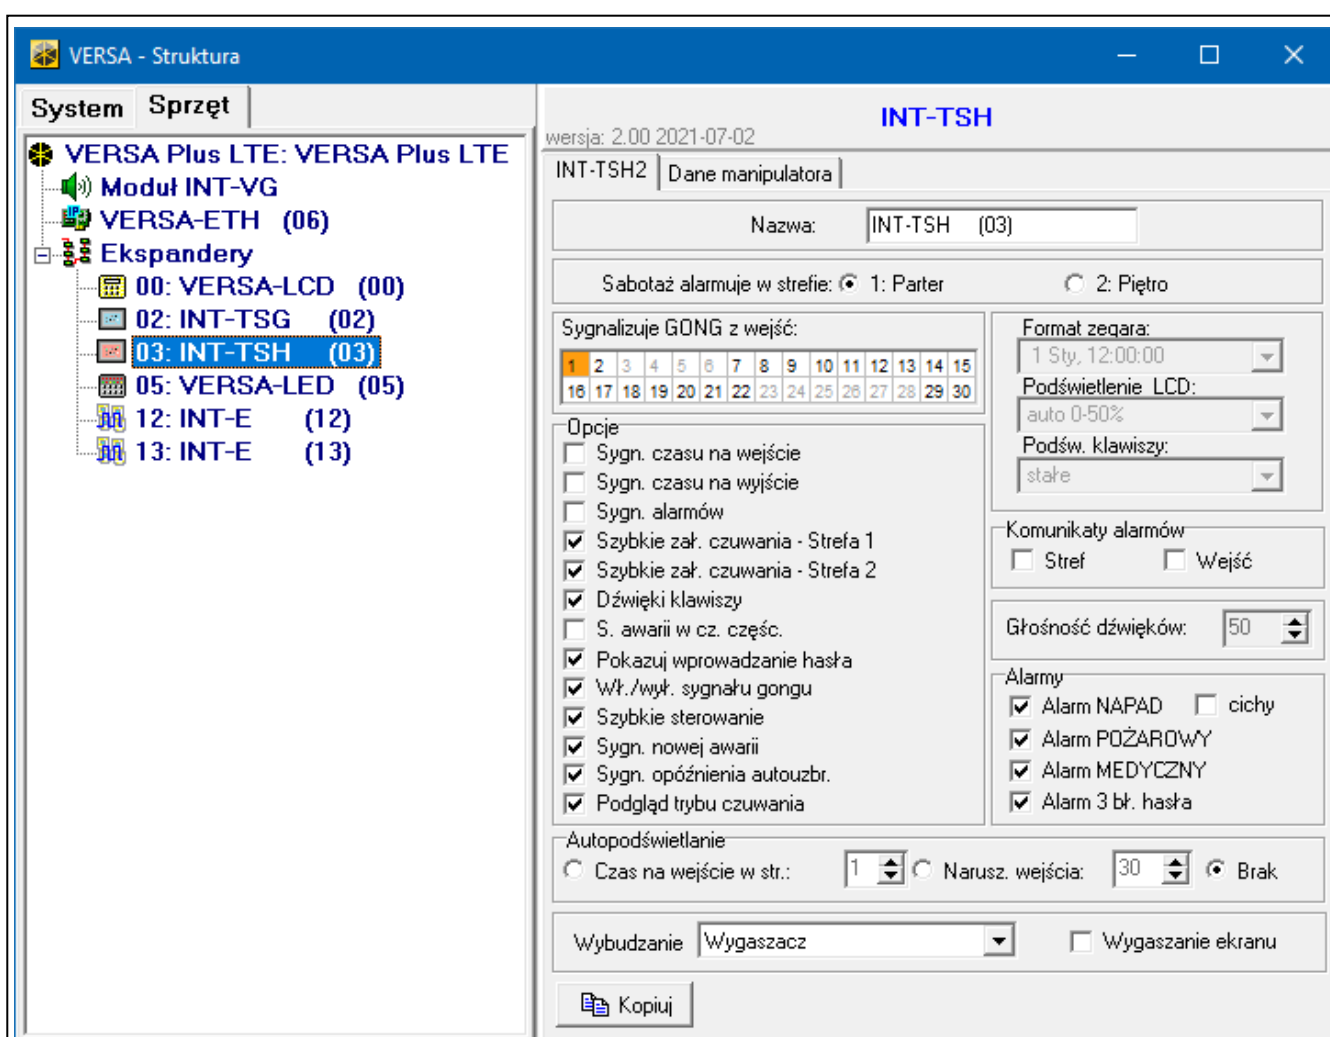 VERSA - Struktura
System Sprzęt
VERSA Plus LTE: VERSA Plus LTE
Moduł INT-VG
VERSA-ETH (06)
Ekspandery
00: VERSA-LCD (00)
02: INT-TSG (02)
03: INT-TSH (03)
05: VERSA-LED (05)
12: INT-E (12)
13: INT-E (13)
INT-TSH
wersja: 2.00 2021-07-02
INT-TSH2 Dane manipulatora
Nazwa: INT-TSH (03)
Sabotaż alarmuje w strefie: 1: Parter 2: Piętro
Sygnalizuje GONG z wejść:
1 2 3 4 5 6 7 8 9 10 11 12 13 14 15
16 17 18 19 20 21 22 23 24 25 26 27 28 29 30
Opcje
Sygn. czasu na wejście
Sygn. czasu na wyjście
Sygn. alarmów
Szybkie zał. czuwania - Strefa 1
Szybkie zał. czuwania - Strefa 2
Dźwięki klawiszy
S. awarii w cz. częśc.
Pokazuj wprowadzanie hasła
Wł./wył. sygnału gongu
Szybkie sterowanie
Sygn. nowej awarii
Sygn. opóźnienia autouzbr.
Podgląd trybu czuwania
Format zegara:
1 Sty, 12:00:00
Podświetlenie LCD:
auto 0-50%
Podśw. klawiszy:
stałe
Komunikaty alarmów
Stref Wejść
Głośność dźwięków: 50
Alarmy
Alarm NAPAD cichy
Alarm POŻAROWY
Alarm MEDYCZNY
Alarm 3 bł. hasła
Autopodświetlanie
Czas na wejście w str.: 1 Narusz. wejścia: 30 Brak
Wybudzanie Wygaszacz Wygaszanie ekranu
Kopiuj